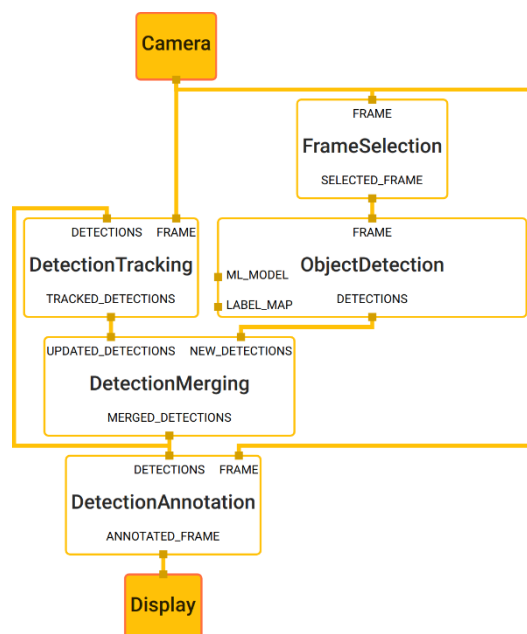 Camera
FRAME
FrameSelection
SELECTED_FRAME
DETECTIONS FRAME
DetectionTracking
TRACKED_DETECTIONS
FRAME
ObjectDetection
ML_MODEL
LABEL_MAP
DETECTIONS
UPDATED_DETECTIONS NEW_DETECTIONS
DetectionMerging
MERGED_DETECTIONS
DETECTIONS FRAME
DetectionAnnotation
ANNOTATED_FRAME
Display